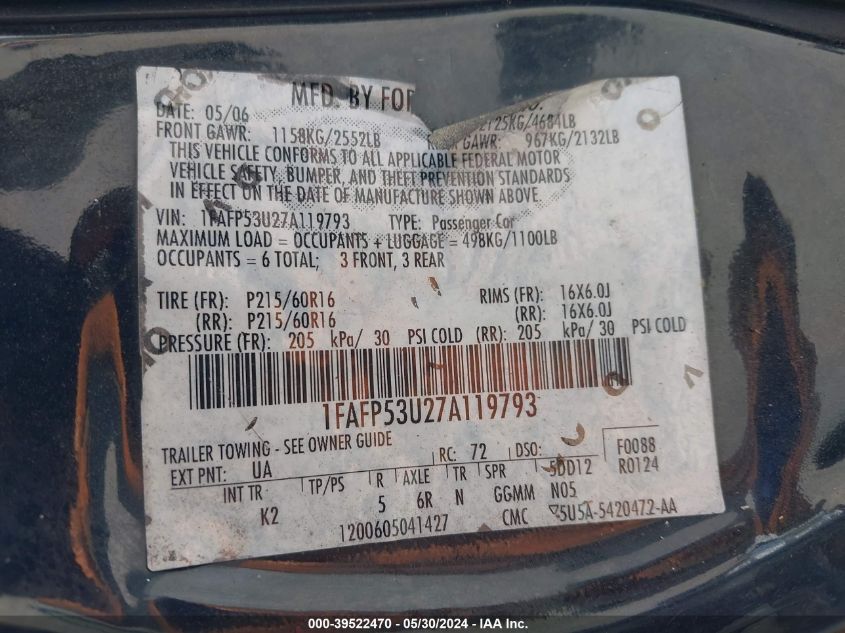 MFD. BY FOR
DATE: 05/06
FRONT GAWR: 1158KG/2552LB GAWR: 967KG/2132LB
THIS VEHICLE CONFORMS TO ALL APPLICABLE FEDERAL MOTOR
VEHICLE SAFETY, BUMPER, AND THEFT PREVENTION STANDARDS
IN EFFECT ON THE DATE OF MANUFACTURE SHOWN ABOVE.
VIN: 1FAFP53U27A119793 TYPE: Passenger Car
MAXIMUM LOAD = OCCUPANTS + LUGGAGE = 498KG/1100LB
OCCUPANTS = 6 TOTAL; 3 FRONT, 3 REAR
TIRE (FR): P215/60R16 RIMS (FR): 16X6.0J
(RR): P215/60R16 (RR): 16X6.0J
PRESSURE (FR): 205 kPa/ 30 PSI COLD (RR): 205 kPa/ 30 PSI COLD
1FAFP53U27A119793
TRAILER TOWING - SEE OWNER GUIDE
EXT PNT: UA RC: 72 DSO: F0088
INT TR TP/PS R AXLE TR SPR 5DD12 R0124
K2 5 6R N GGMM N05
1200605041427 CMC 5U5A-5420472-AA
000-39522470 - 05/30/2024 - IAA Inc.